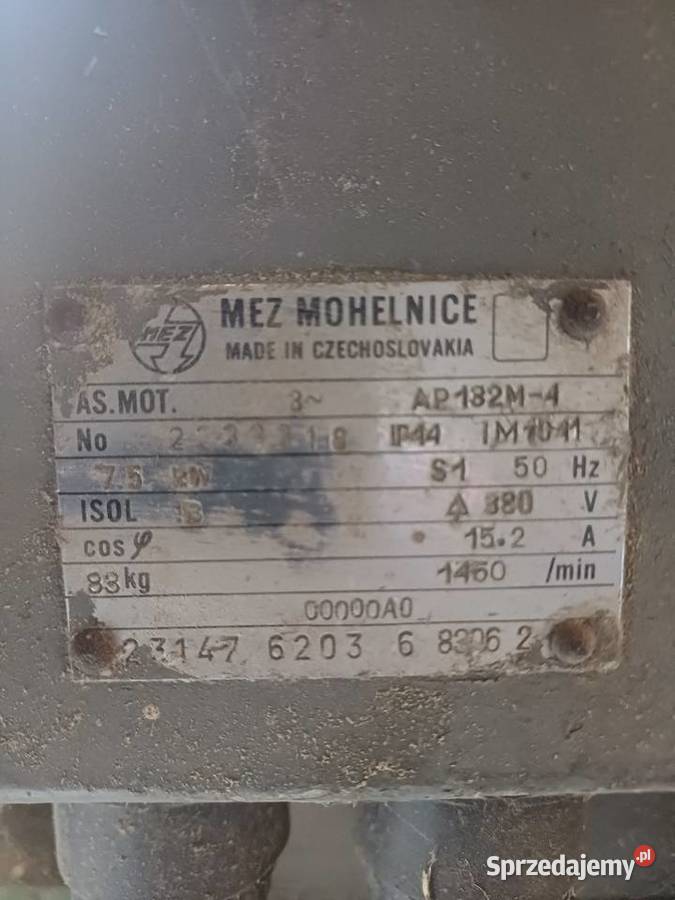 MEZ
MEZ MOHELNICE
MADE IN CZECHOSLOVAKIA
AS.MOT. 3~ AP132M-4
No IP44 IM1011
7.5 kW S1 50 Hz
ISOL B △ 380 V
cos φ 15.2 A
83kg 1450 /min
00000A0
23147 6203 6 8306 2
Sprzedajemy.pl